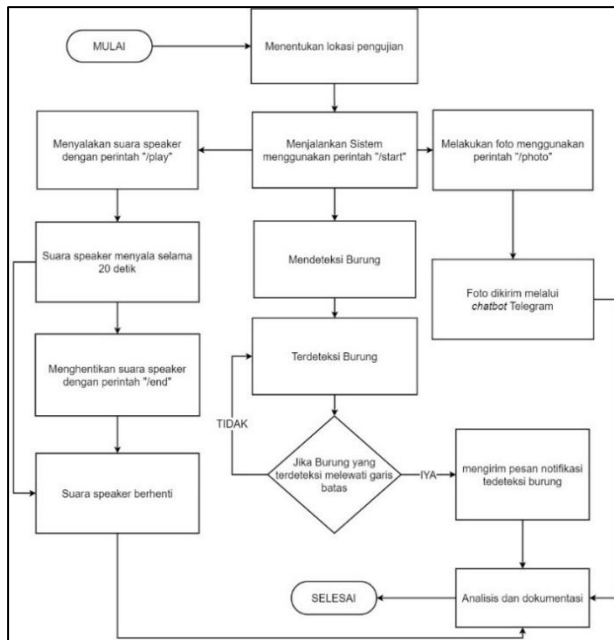 MULAI
Menentukan lokasi pengujian
Menyalakan suara speaker
dengan perintah "/play"
Menjalankan Sistem
menggunakan perintah "/start"
Melakukan foto menggunakan
perintah "/photo"
Suara speaker menyala selama
20 detik
Mendeteksi Burung
Foto dikirim melalui
chatbot Telegram
Menghentikan suara speaker
dengan perintah "/end"
Terdeteksi Burung
TIDAK
Jika Burung yang
terdeteksi melewati garis
batas
IYA
mengirim pesan notifikasi
tedeteksi burung
Suara speaker berhenti
SELESAI
Analisis dan dokumentasi